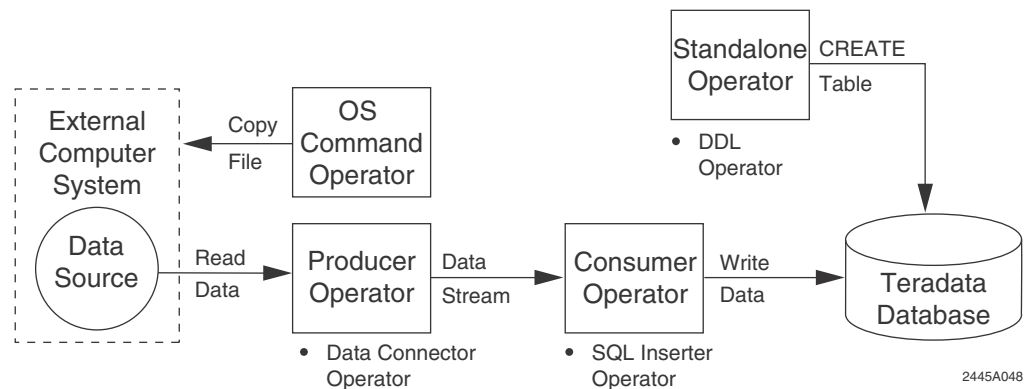 Standalone
Operator
CREATE
Table
• DDL
Operator
External
Computer
System
Copy
File
OS
Command
Operator
Data
Source
Read
Data
Producer
Operator
Data
Stream
Consumer
Operator
Write
Data
Teradata
Database
• Data Connector
Operator
• SQL Inserter
Operator
2445A048